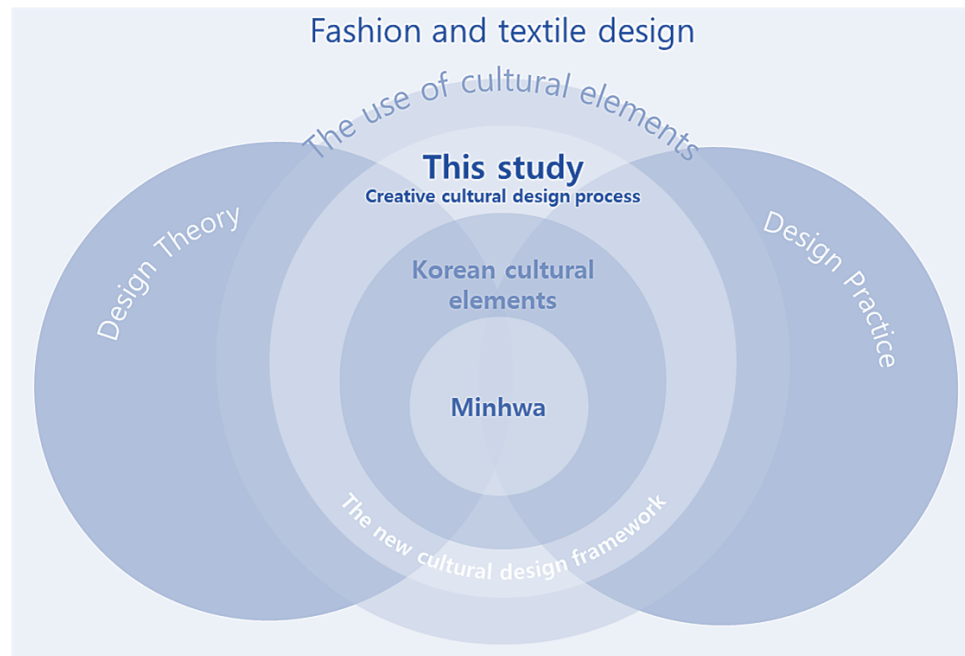 Fashion and textile design
The use of cultural elements
This study
Creative cultural design process
Design Theory
Design Practice
Korean cultural
elements
Minhwa
The new cultural design framework